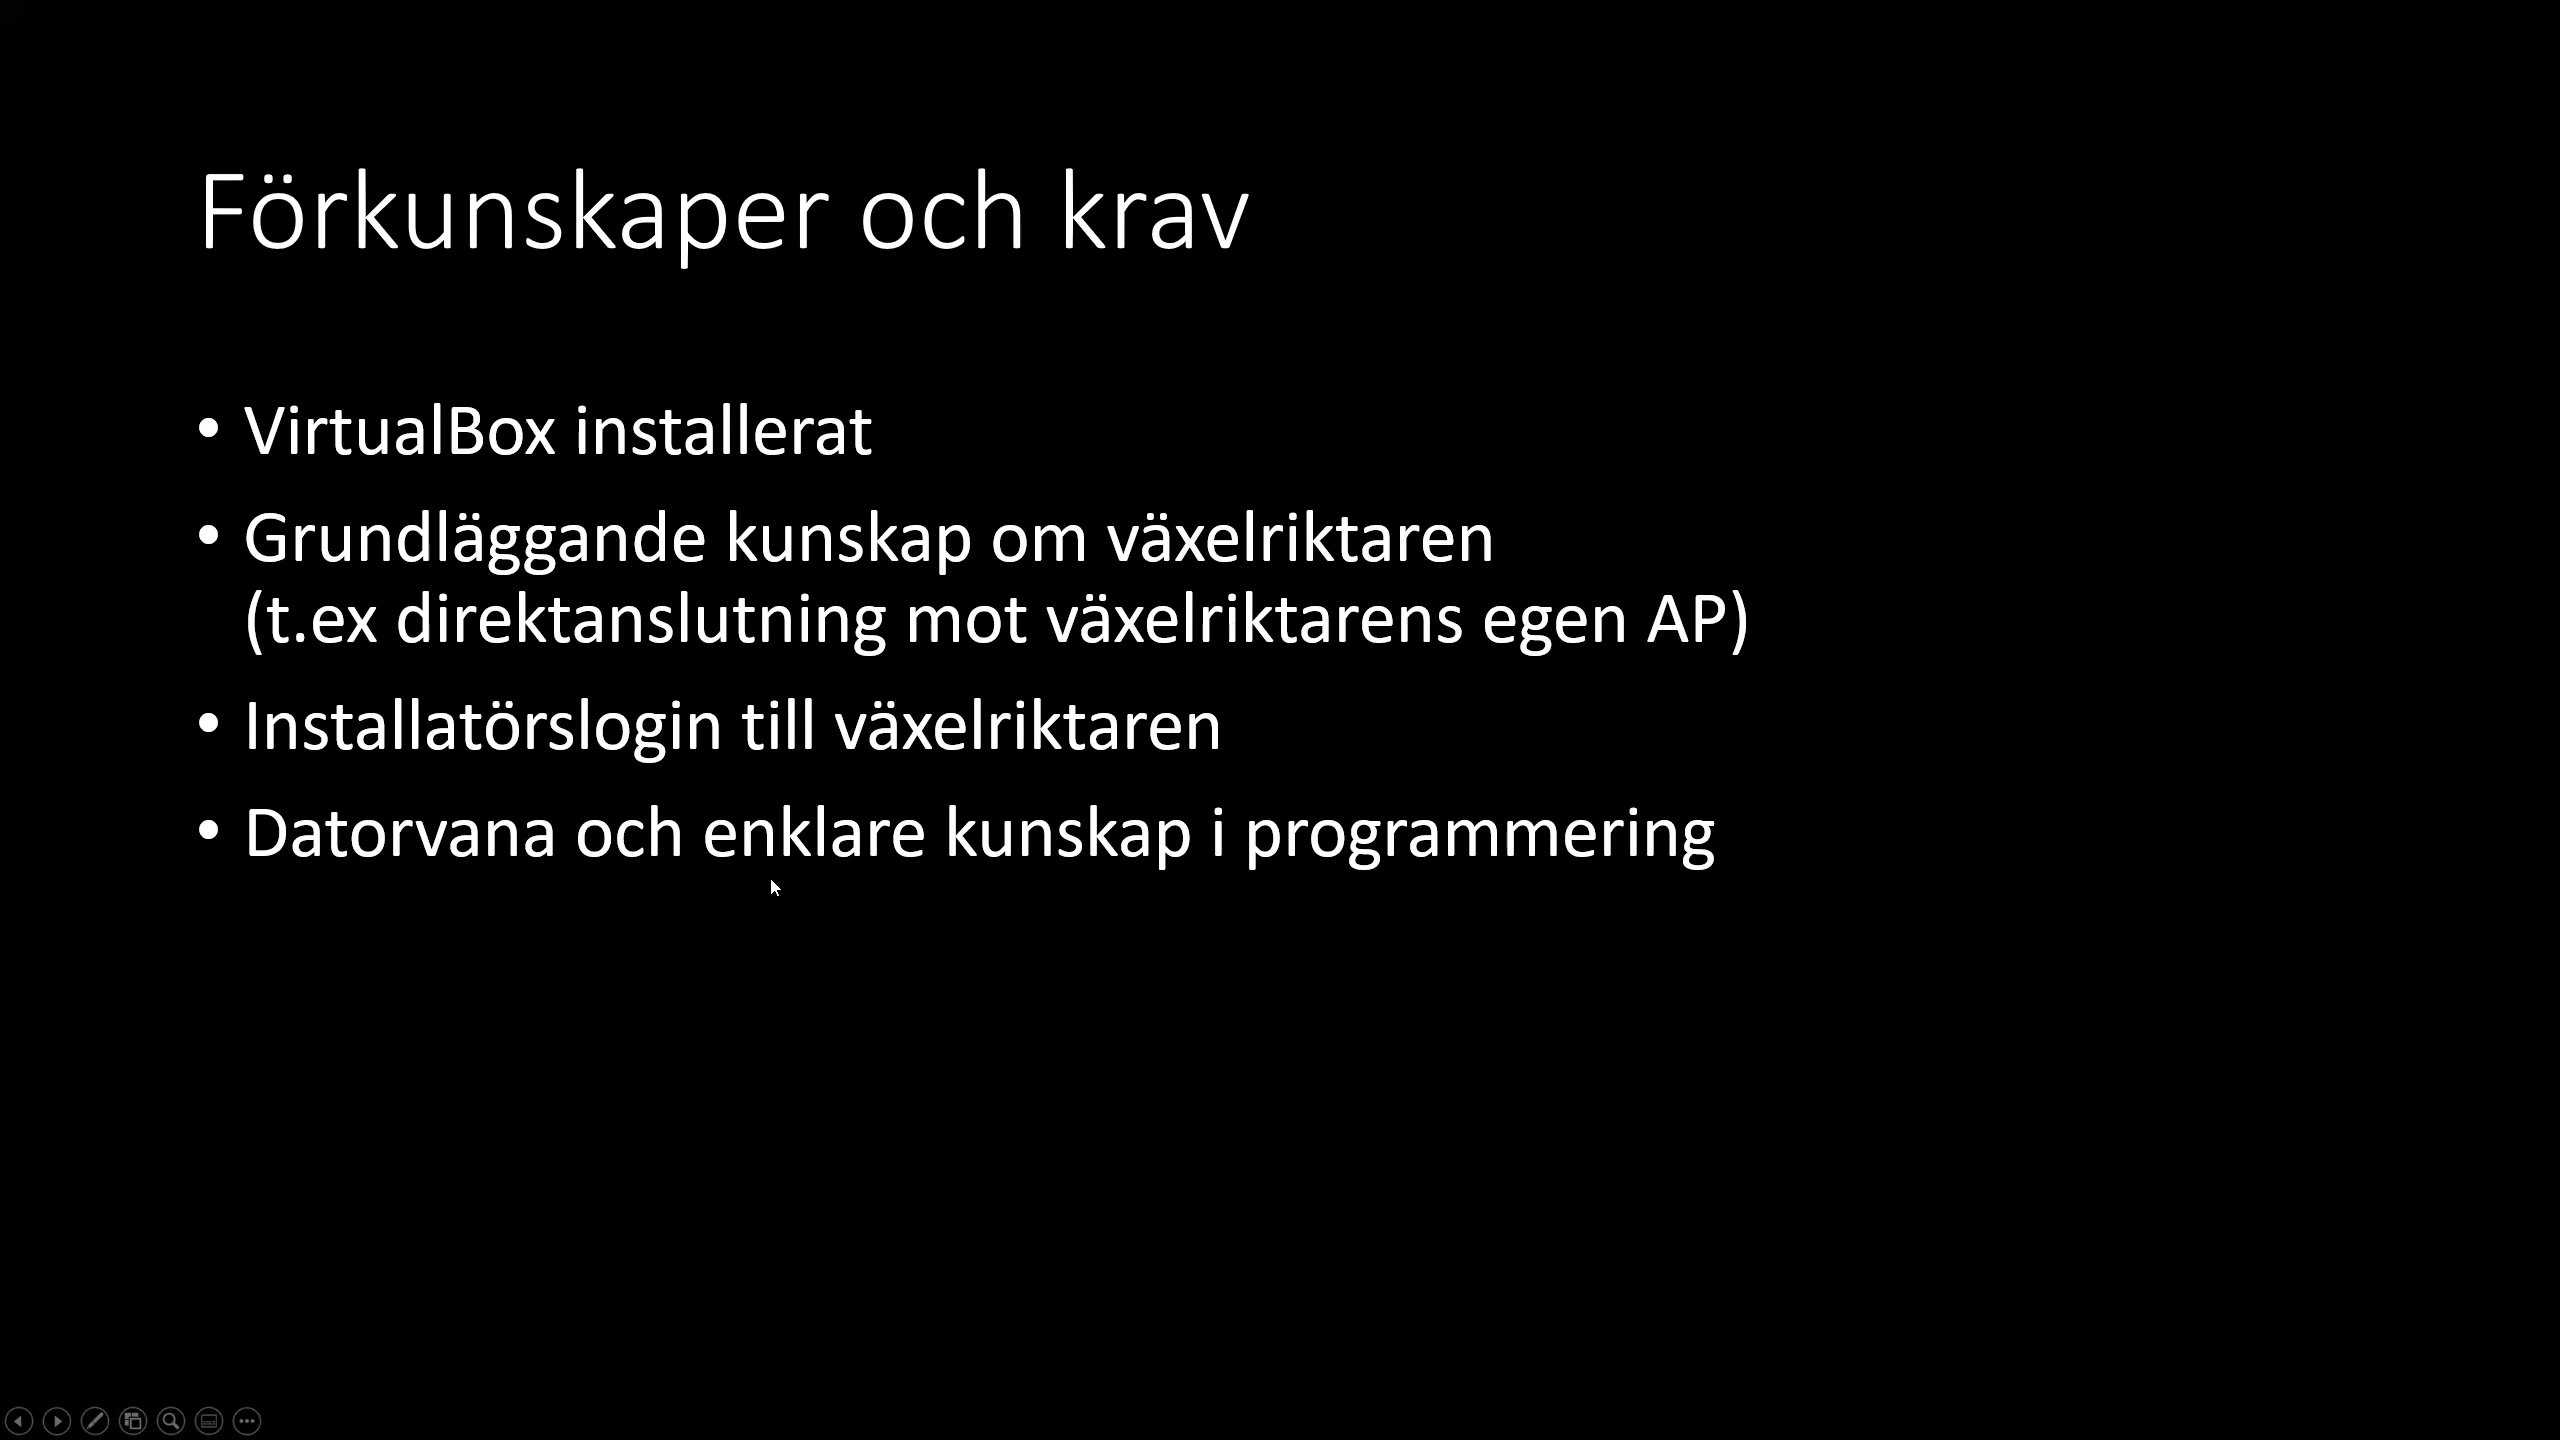 Förkunskaper och krav
• VirtualBox installerat
• Grundläggande kunskap om växelriktaren
(t.ex direktanslutning mot växelriktarens egen AP)
• Installatörslogin till växelriktaren
• Datorvana och enklare kunskap i programmering